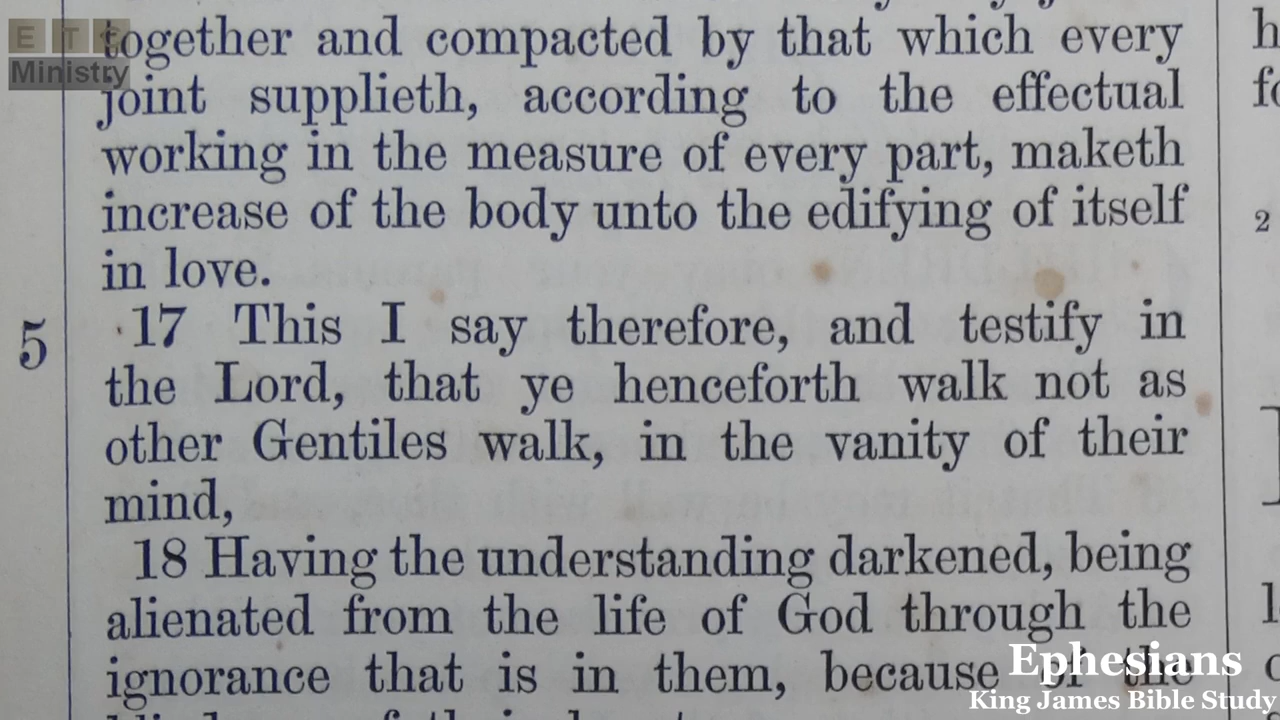 ETK
Ministry
together and compacted by that which every
joint supplieth, according to the effectual
working in the measure of every part, maketh
increase of the body unto the edifying of itself
in love.
5
17 This I say therefore, and testify in
the Lord, that ye henceforth walk not as
other Gentiles walk, in the vanity of their
mind,
18 Having the understanding darkened, being
alienated from the life of God through the
ignorance that is in them, because of the
2
Ephesians
King James Bible Study